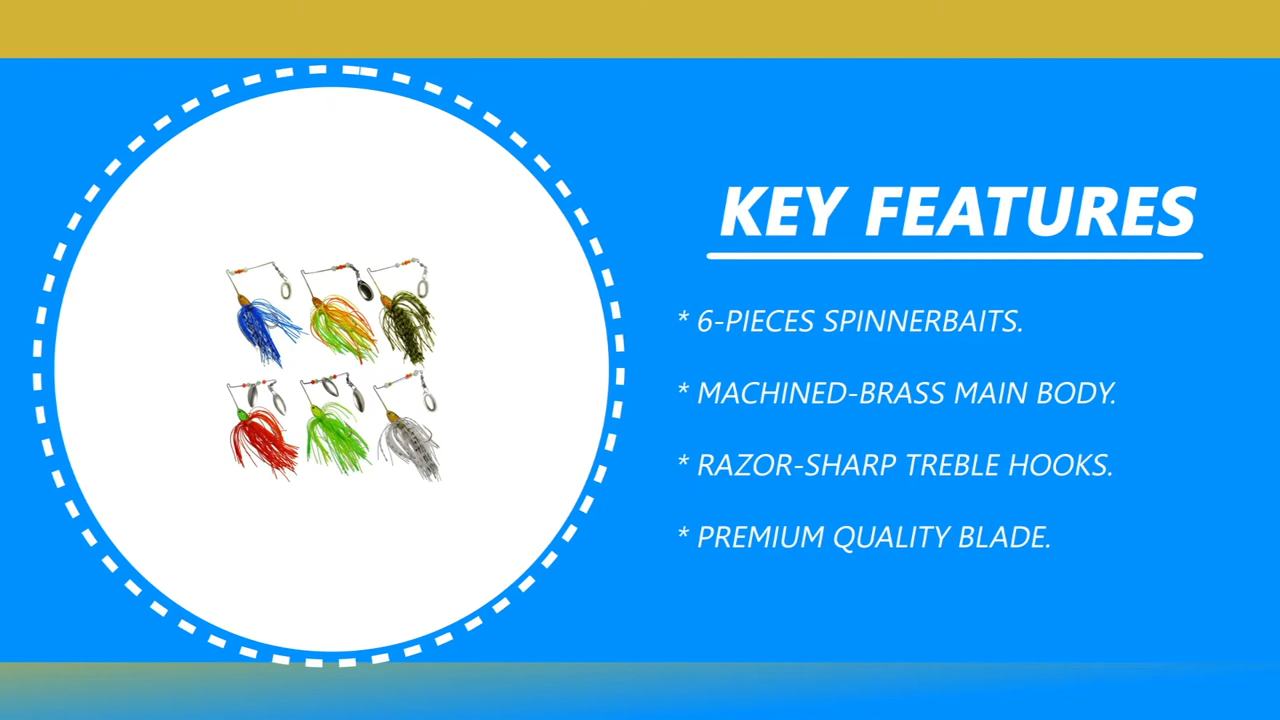 KEY FEATURES
* 6-PIECES SPINNERBAITS.
* MACHINED-BRASS MAIN BODY.
* RAZOR-SHARP TREBLE HOOKS.
* PREMIUM QUALITY BLADE.